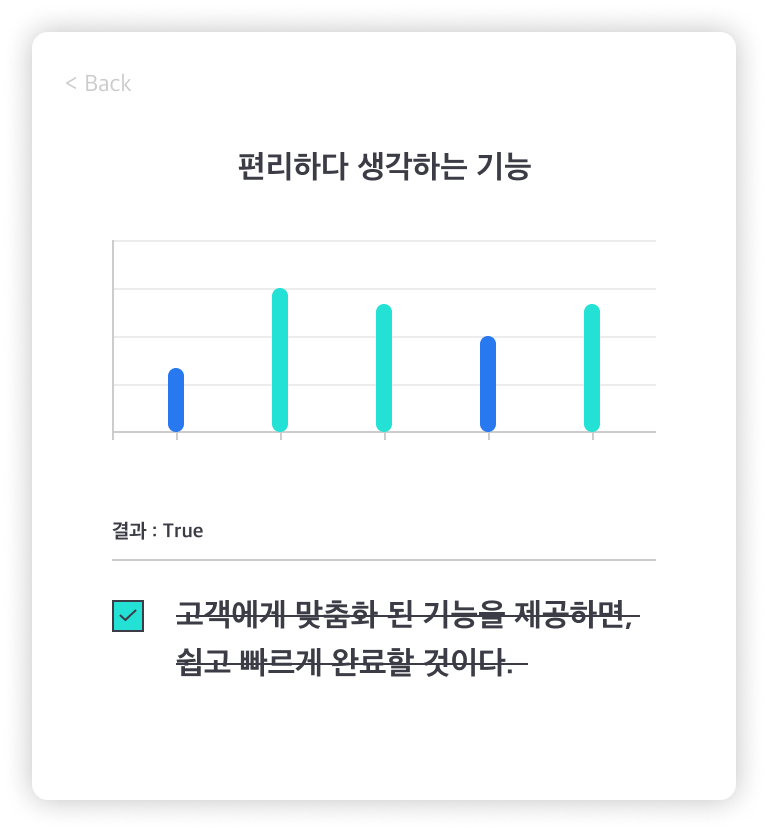 < Back
편리하다 생각하는 기능
결과 : True
고객에게 맞춤화 된 기능을 제공하면,
쉽고 빠르게 완료할 것이다.